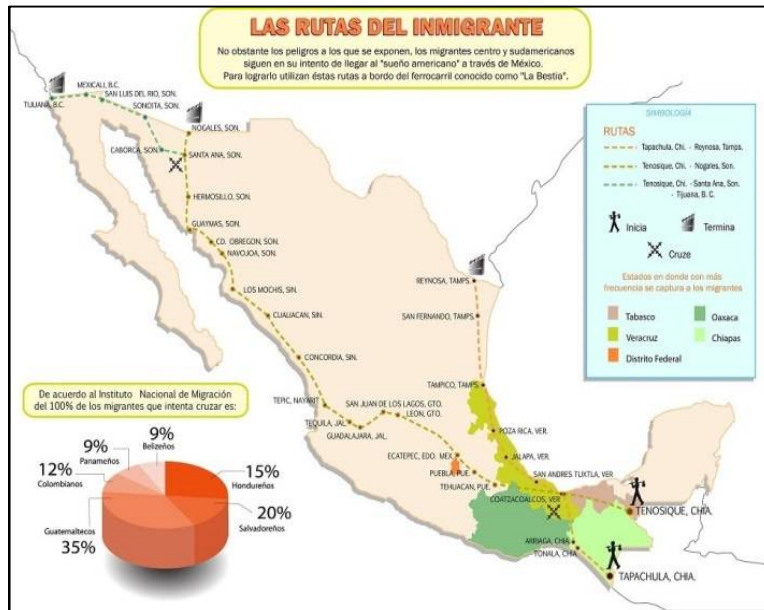 LAS RUTAS DEL INMIGRANTE
No obstante los peligros a los que se exponen, los migrantes centro y sudamericanos
siguen en su intento de llegar al "sueño americano" a través de México.
Para lograrlo utilizan éstas rutas a bordo del ferrocarril conocido como "La Bestia".
MEXICALI, B.C.
SAN LUIS DEL RIO, SON.
TIJUANA, B.C.
SONOITA, SON.
NOGALES, SON.
CABORCA, SON.
SANTA ANA, SON.
HERMOSILLO, SON.
GUAYMAS, SON.
CD. OBREGON, SON.
NAVOJOA, SON.
LOS MOCHIS, SIN.
CUALIACAN, SIN.
CONCORDIA, SIN.
TEPIC, NAYARIT
TEQUILA, JAL.
GUADALAJARA, JAL.
SAN JUAN DE LOS LAGOS, GTO.
LEON, GTO.
ECATEPEC, EDO. MEX.
PUEBLA, PUE.
TEHUACAN, PUE.
REYNOSA, TAMPS.
SAN FERNANDO, TAMPS.
TAMPICO, TAMPS.
POZA RICA, VER.
JALAPA, VER.
SAN ANDRES TUXTLA, VER
COATZACOALCOS, VER
ARRIAGA, CHIA.
TONALA, CHIA
TENOSIQUE, CHIA.
TAPACHULA, CHIA.
SIMBOLOGÍA
RUTAS
Tapachula, Chi. - Reynosa, Tamps.
Tenosique, Chi. - Nogales, Son.
Tenosique, Chi. - Santa Ana, Son.
- Tijuana, B. C.
Inicia
Termina
Cruze
Estados en donde con más
frecuencia se captura a los migrantes
Tabasco
Oaxaca
Veracruz
Chiapas
Distrito Federal
De acuerdo al Instituto Nacional de Migración
del 100% de los migrantes que intenta cruzar es:
9%
Belizeños
9%
Panameños
12%
Colombianos
15%
Hondureños
20%
Salvadoreños
Guatemaltecos
35%